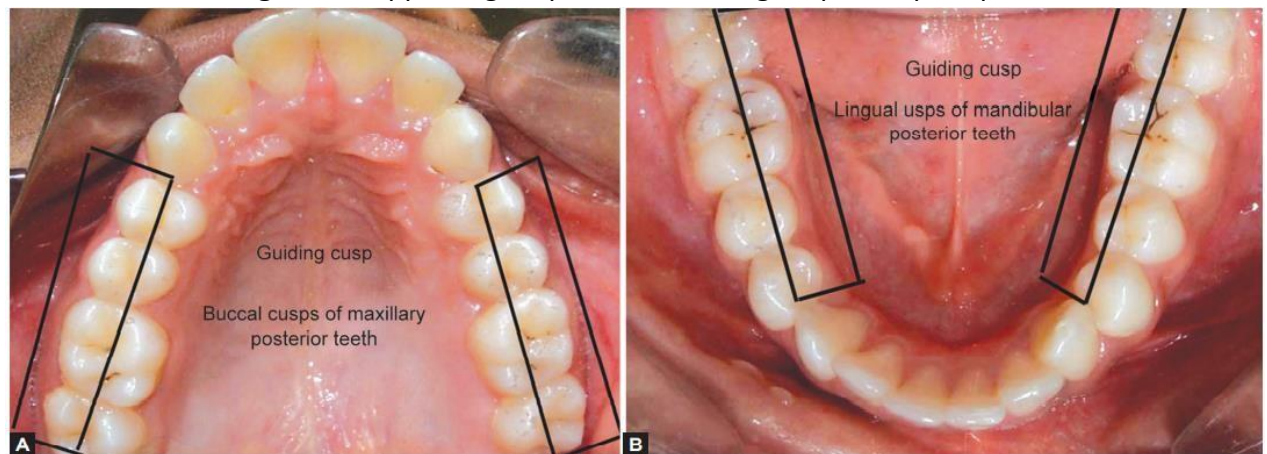 Guiding cusp
Buccal cusps of maxillary
posterior teeth
A
Guiding cusp
Lingual usps of mandibular
posterior teeth
B